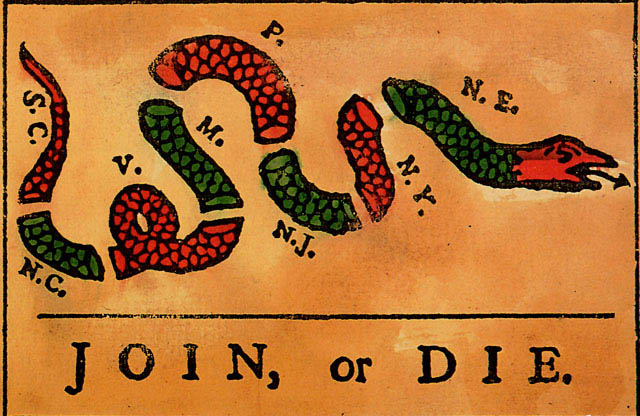 S.C.
N.C.
V.
M.
P.
N.J.
N.Y.
N.E.
JOIN, or DIE.